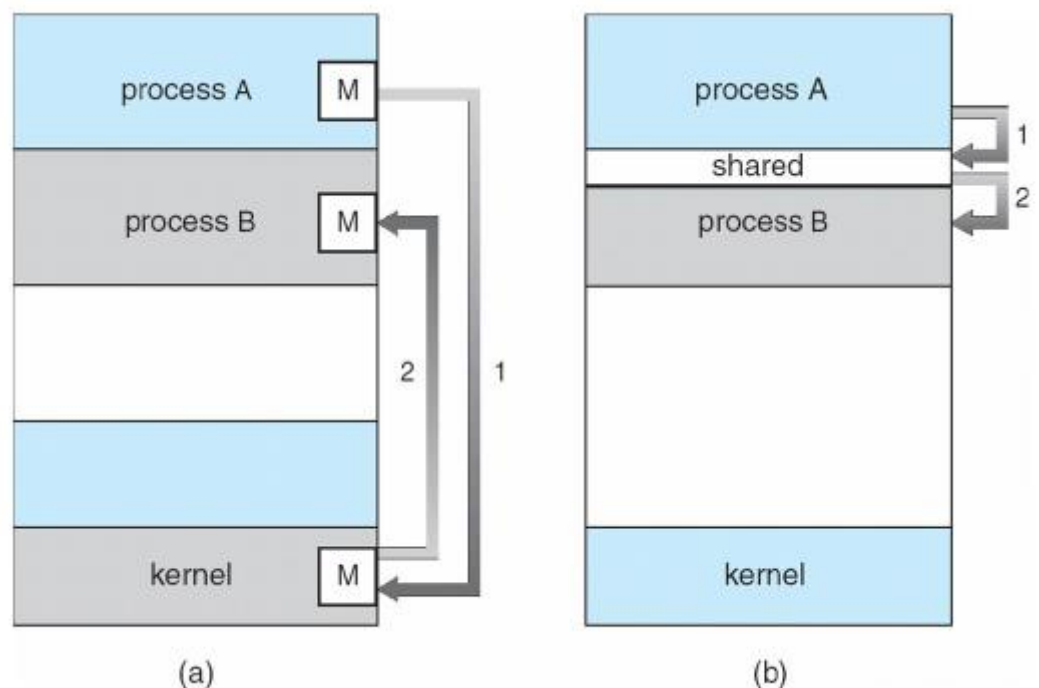 process A
M
process B
M
2
1
kernel
M
(a)
process A
1
shared
2
process B
kernel
(b)